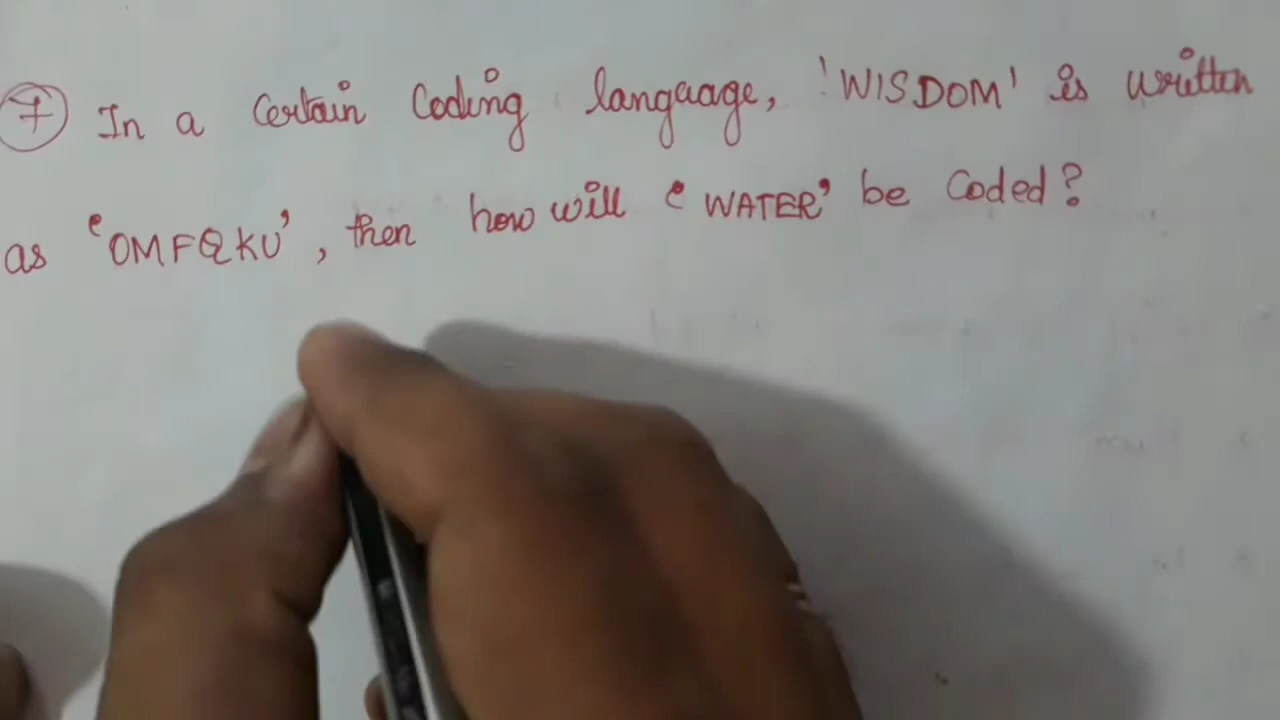 7 In a Certain Coding language, 'WISDOM' is written
as 'OMFQKU', then how will 'WATER' be Coded?